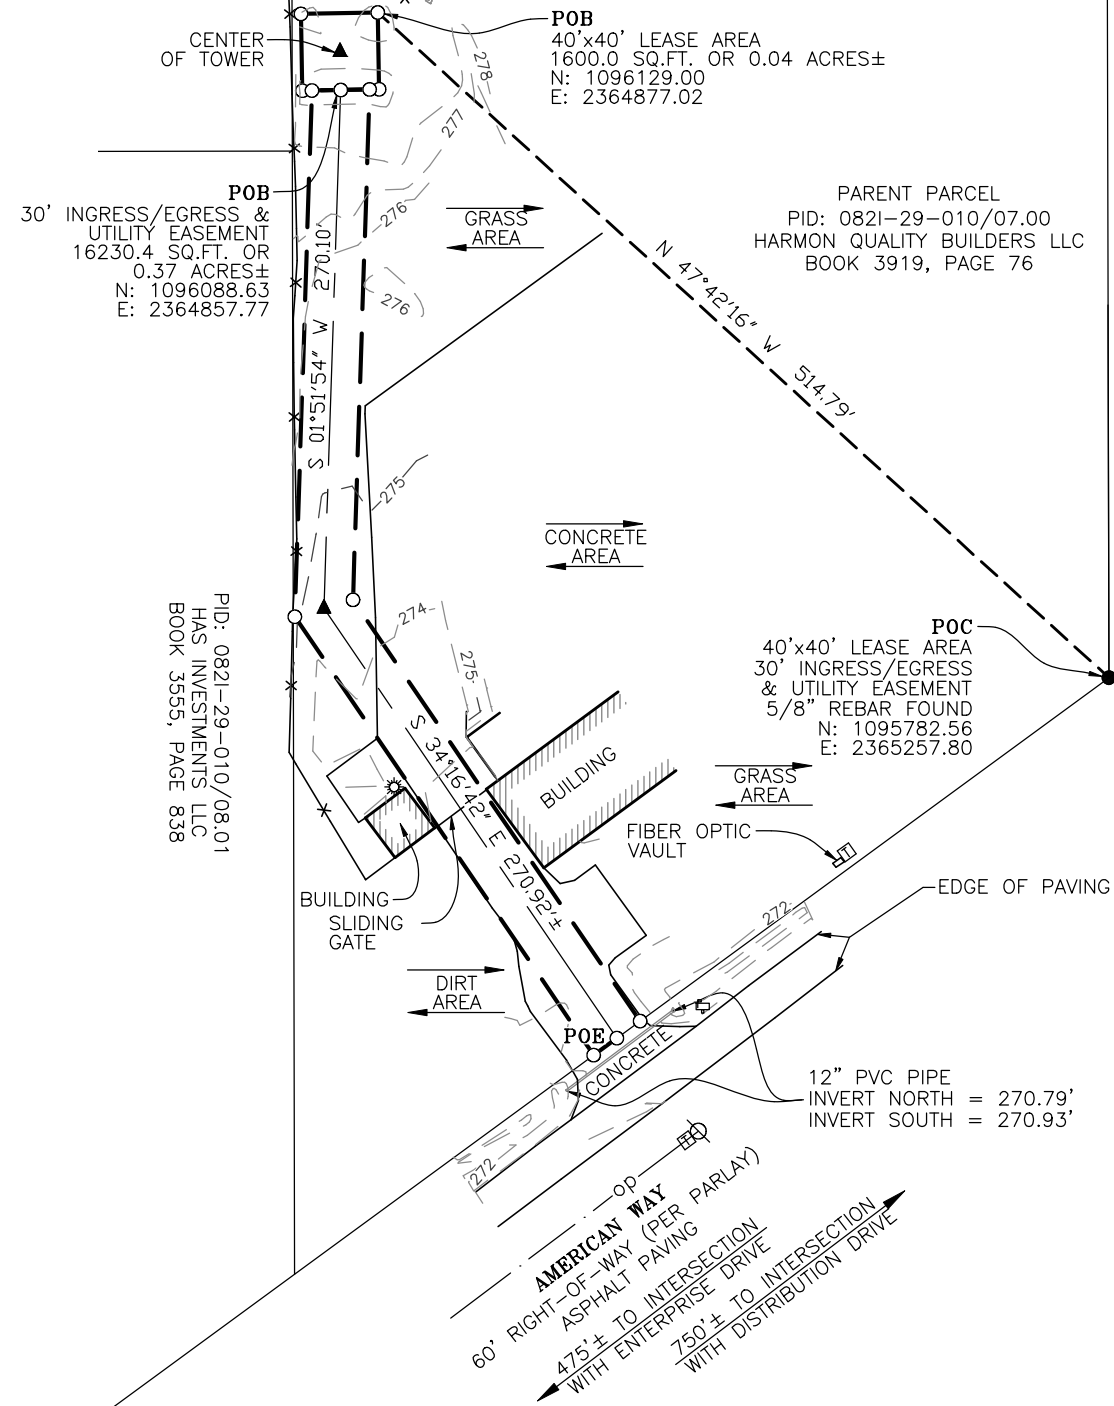 POB
40'x40' LEASE AREA
1600.0 SQ.FT. OR 0.04 ACRES±
N: 1096129.00
E: 2364877.02
CENTER
OF TOWER
278
277
276
276
POB
30' INGRESS/EGRESS &
UTILITY EASEMENT
16230.4 SQ.FT. OR
0.37 ACRES±
N: 1096088.63
E: 2364857.77
GRASS
AREA
PARENT PARCEL
PID: 082I-29-010/07.00
HARMON QUALITY BUILDERS LLC
BOOK 3919, PAGE 76
N 47°42'16" W 514.79'
S 01°51'54" W 270.10'
275
CONCRETE
AREA
274
275
PID: 082I-29-010/08.01
HAS INVESTMENTS LLC
BOOK 3555, PAGE 838
POC
40'x40' LEASE AREA
30' INGRESS/EGRESS
& UTILITY EASEMENT
5/8" REBAR FOUND
N: 1095782.56
E: 2365257.80
S 34°16'42" E 270.92'±
BUILDING
GRASS
AREA
FIBER OPTIC
VAULT
T
EDGE OF PAVING
BUILDING
SLIDING
GATE
272
DIRT
AREA
POE
CONCRETE
12" PVC PIPE
INVERT NORTH = 270.79'
INVERT SOUTH = 270.93'
272
T
op
AMERICAN WAY
60' RIGHT-OF-WAY (PER PARLAY)
ASPHALT PAVING
475'± TO INTERSECTION
WITH ENTERPRISE DRIVE
750'± TO INTERSECTION
WITH DISTRIBUTION DRIVE